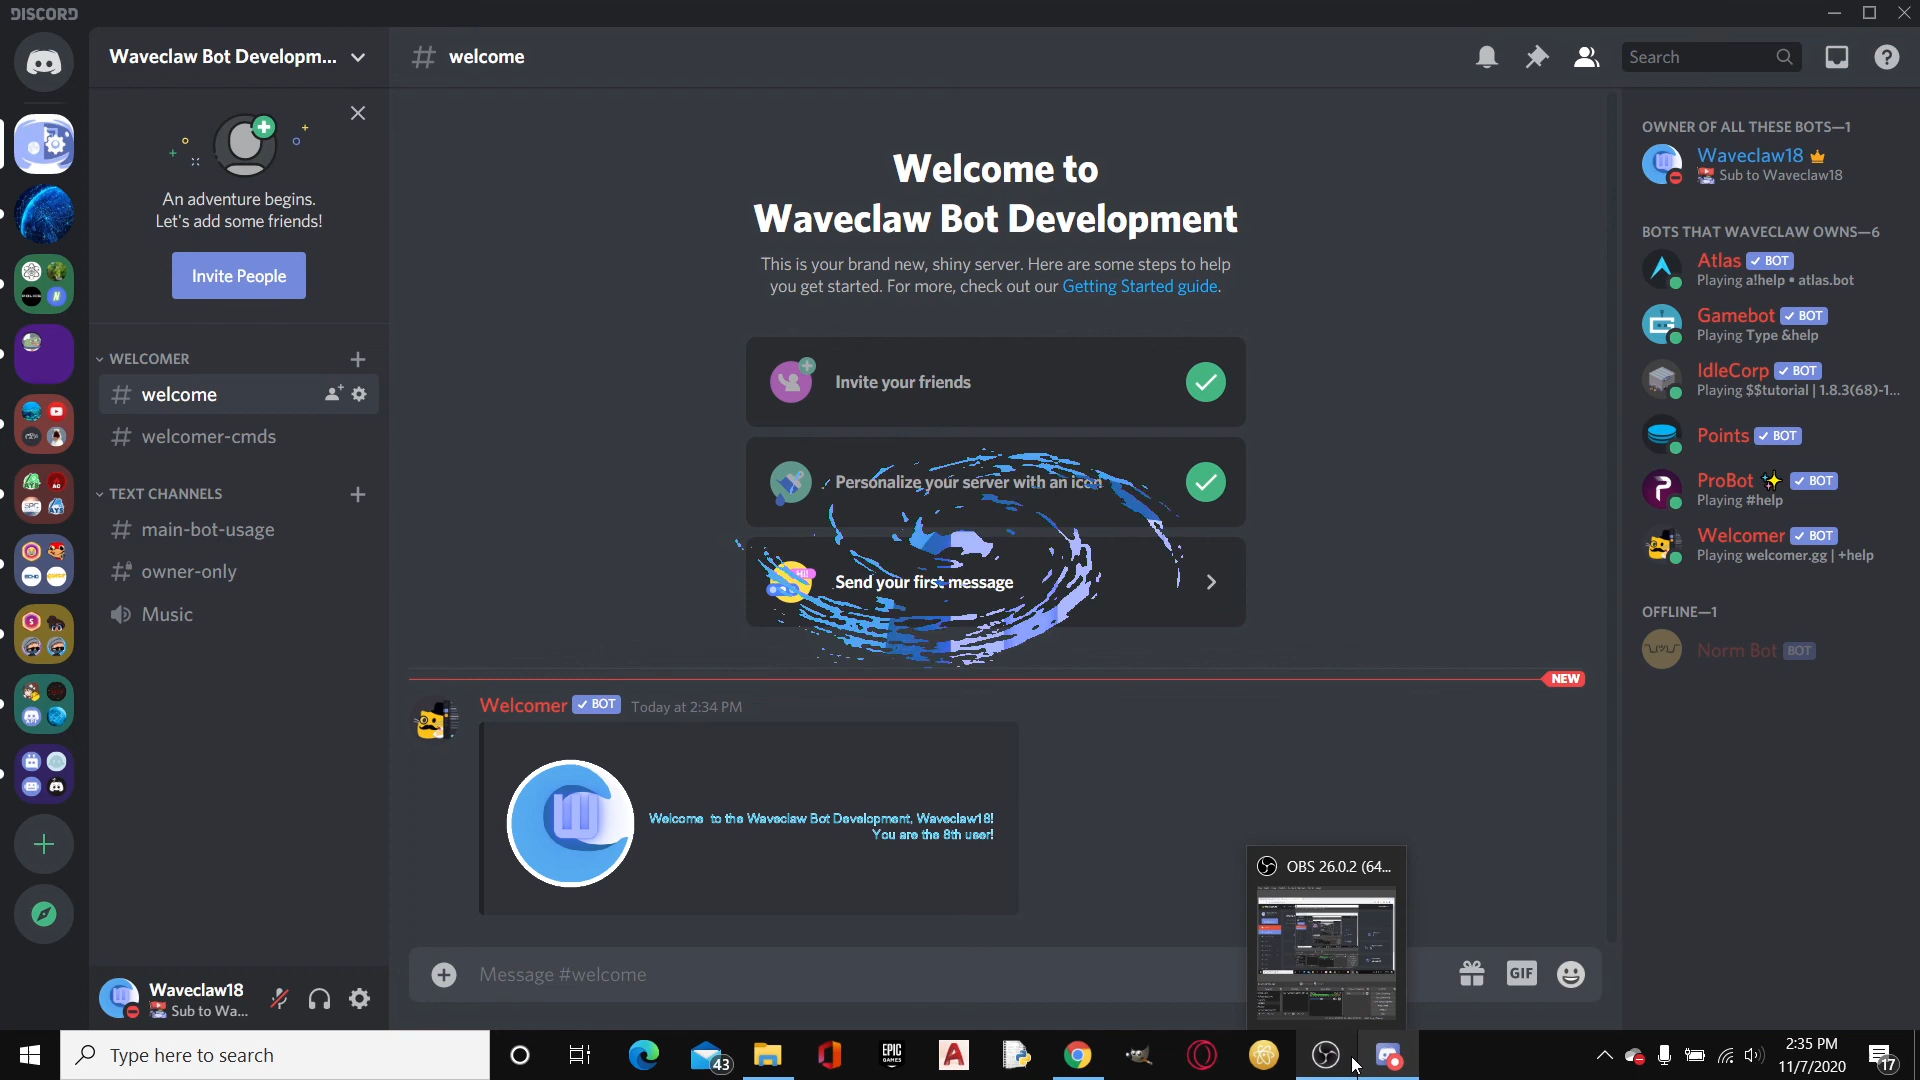 DISCORD
Waveclaw Bot Developm...
welcome
Search
An adventure begins.
Let's add some friends!
Invite People
WELCOMER
welcome
welcomer-cmds
TEXT CHANNELS
main-bot-usage
owner-only
Music
Waveclaw18
Sub to Wa...
Welcome to
Waveclaw Bot Development
This is your brand new, shiny server. Here are some steps to help
you get started. For more, check out our Getting Started guide.
Invite your friends
Personalize your server with an icon
Hi!
Send your first message
NEW
Welcomer ✓ BOT Today at 2:34 PM
Welcome to the Waveclaw Bot Development, Waveclaw18!
You are the 8th user!
Message #welcome
GIF
OBS 26.0.2 (64...
OWNER OF ALL THESE BOTS—1
Waveclaw18
Sub to Waveclaw18
BOTS THAT WAVECLAW OWNS—6
Atlas ✓ BOT
Playing a!help • atlas.bot
Gamebot ✓ BOT
Playing Type &help
IdleCorp ✓ BOT
Playing $$tutorial | 1.8.3(68)-1...
Points ✓ BOT
ProBot ✨ ✓ BOT
Playing #help
Welcomer ✓ BOT
Playing welcomer.gg | +help
OFFLINE—1
Norm Bot BOT
Type here to search
43
EPIC
GAMES
2:35 PM
11/7/2020
17